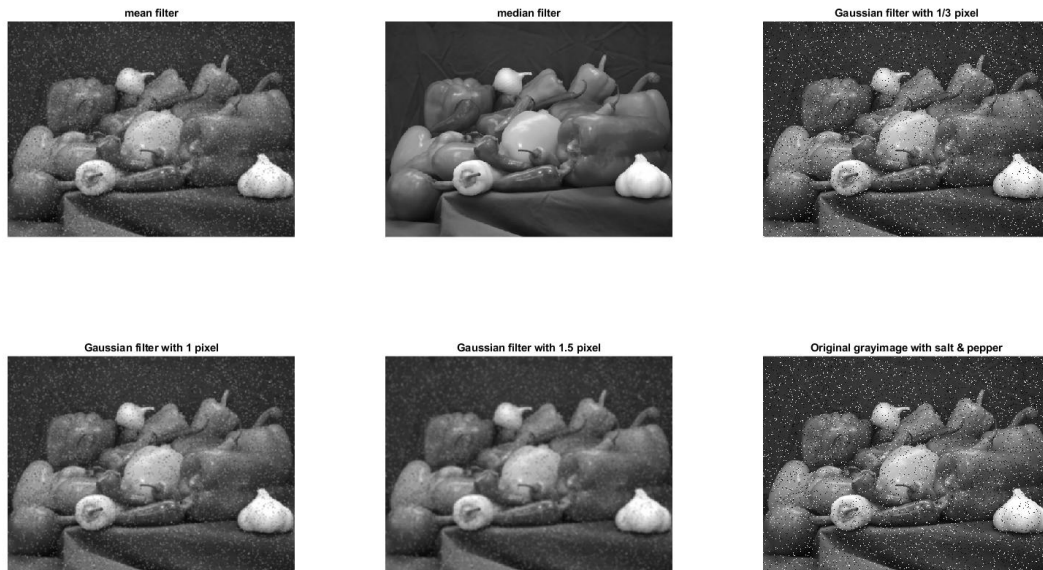 mean filter
median filter
Gaussian filter with 1/3 pixel
Gaussian filter with 1 pixel
Gaussian filter with 1.5 pixel
Original grayimage with salt & pepper